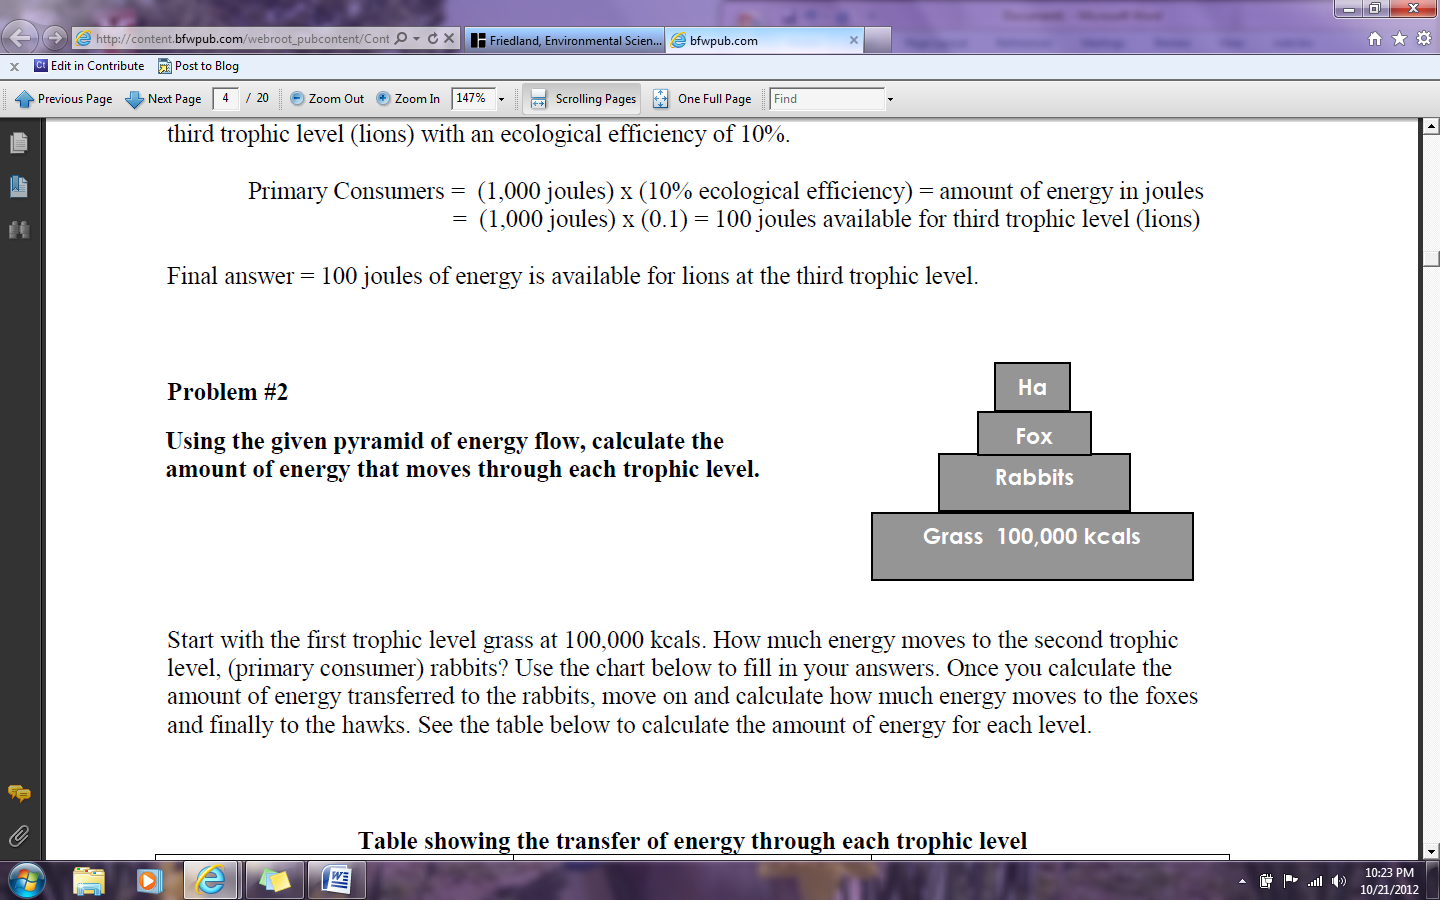 http://content.bfwpub.com/webroot_pubcontent/Cont
Friedland, Environmental Scien...
bfwpub.com
x Edit in Contribute Post to Blog
Previous Page Next Page 4 / 20 Zoom Out Zoom In 147% Scrolling Pages One Full Page Find
third trophic level (lions) with an ecological efficiency of 10%.
Primary Consumers = (1,000 joules) x (10% ecological efficiency) = amount of energy in joules
= (1,000 joules) x (0.1) = 100 joules available for third trophic level (lions)
Final answer = 100 joules of energy is available for lions at the third trophic level.
Problem #2
Using the given pyramid of energy flow, calculate the
amount of energy that moves through each trophic level.
Ha
Fox
Rabbits
Grass 100,000 kcals
Start with the first trophic level grass at 100,000 kcals. How much energy moves to the second trophic
level, (primary consumer) rabbits? Use the chart below to fill in your answers. Once you calculate the
amount of energy transferred to the rabbits, move on and calculate how much energy moves to the foxes
and finally to the hawks. See the table below to calculate the amount of energy for each level.
Table showing the transfer of energy through each trophic level
10:23 PM
10/21/2012